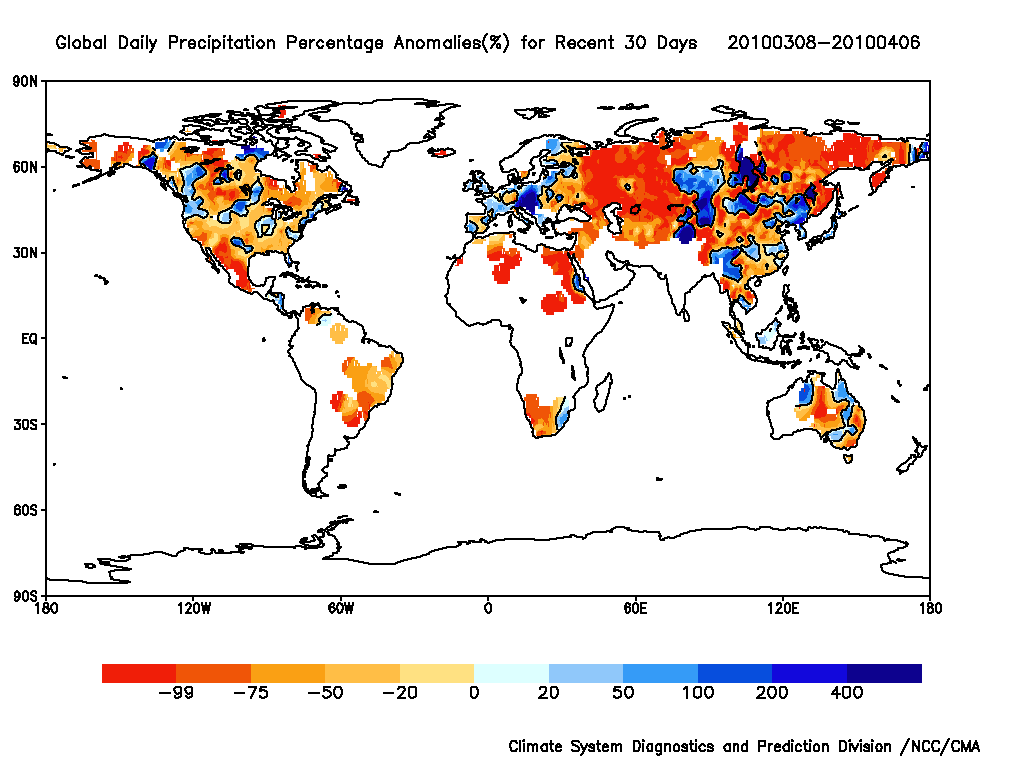 Global Daily Precipitation Percentage Anomalies(%) for Recent 30 Days 20100308-20100406
90N
60N
30N
EQ
30S
60S
90S
180 120W 60W 0 60E 120E 180
-99 -75 -50 -20 0 20 50 100 200 400
Climate System Diagnostics and Prediction Division /NCC/CMA